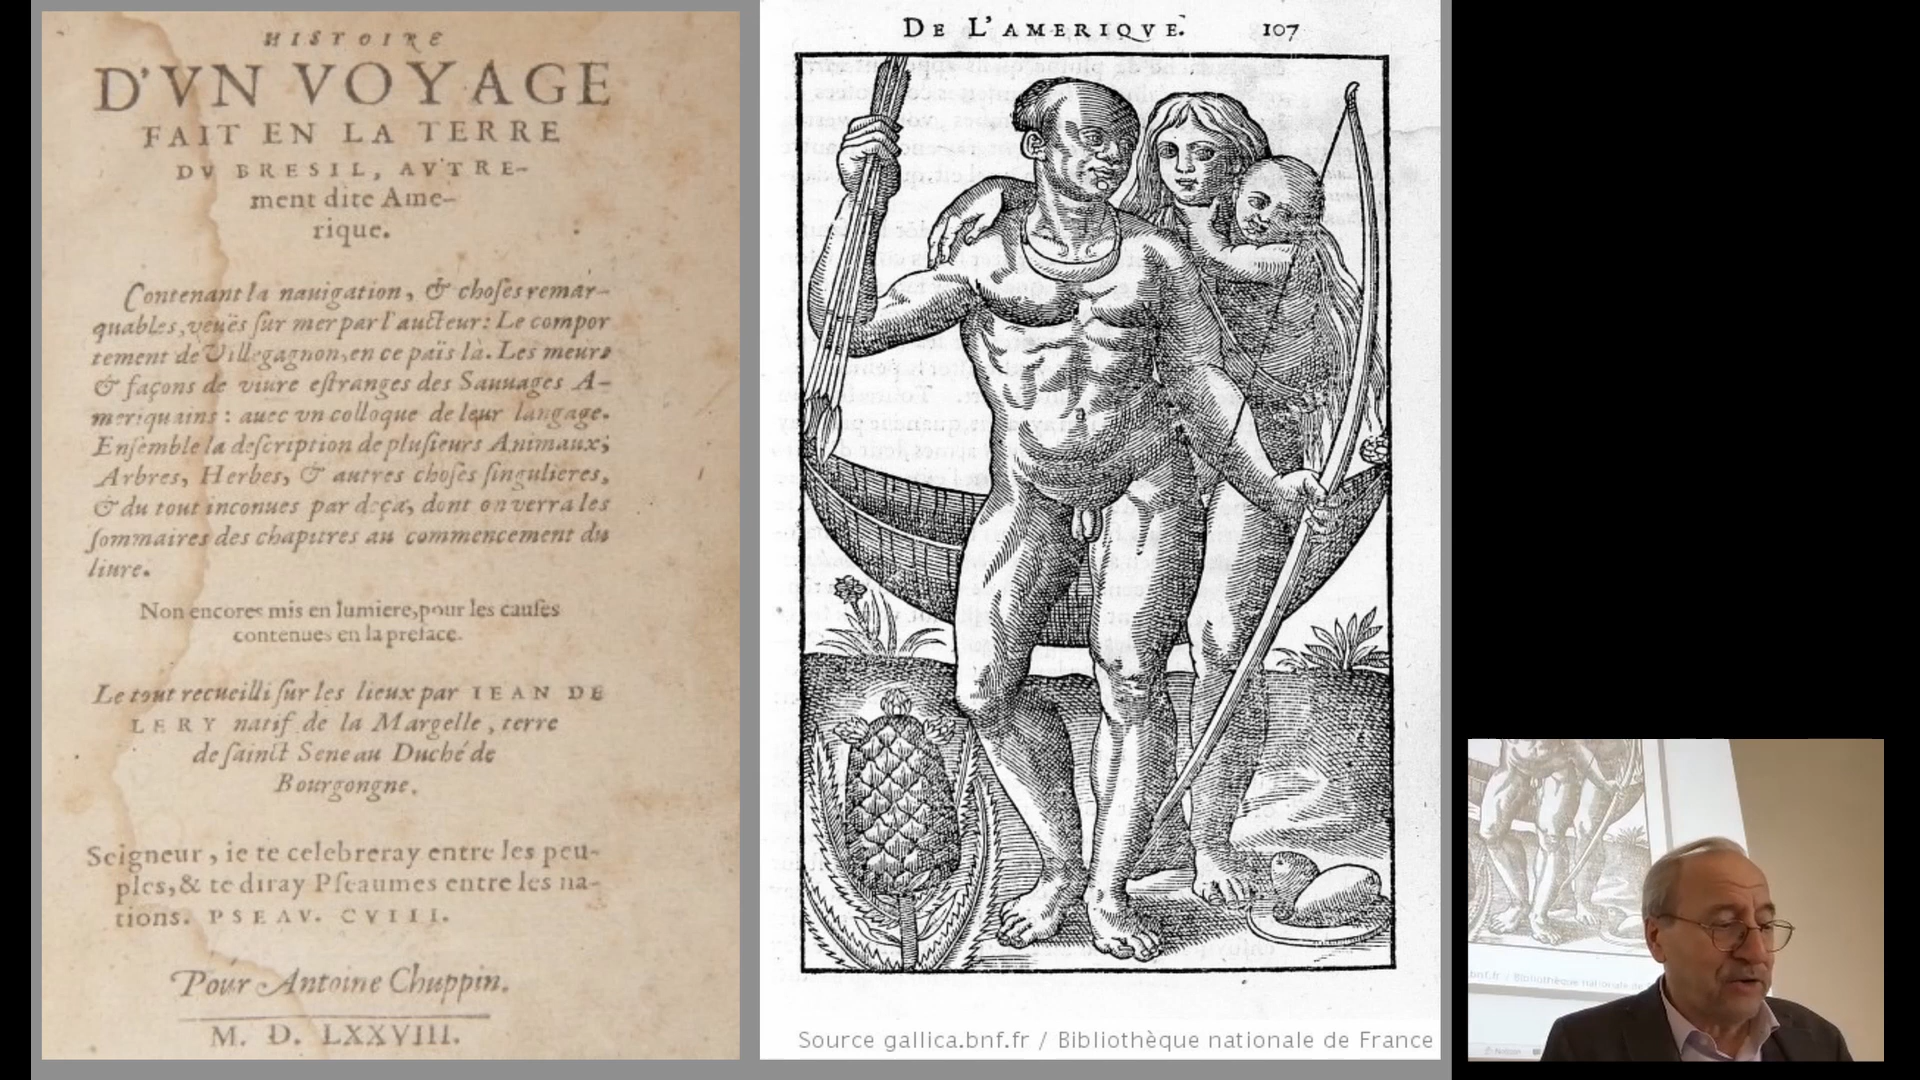 HISTOIRE
D'VN VOYAGE
FAIT EN LA TERRE
DV BRESIL, AVTRE-
ment dite Ame-
rique.
Contenant la nauigation, & choſes remar-
quables, veuës ſur mer par l'aucteur: Le compor
tement de Villegagnon, en ce païs là. Les meurs
& façons de viure eſtranges des Sauuages A-
meriquains : auec vn colloque de leur langage.
Enſemble la deſcription de pluſieurs Animaux,
Arbres, Herbes, & autres choſes ſingulieres,
& du tout inconues par deça, dont on verra les
ſommaires des chapitres au commencement du
liure.
Non encores mis en lumiere, pour les cauſes
contenues en la preface.
Le tout recueilli ſur les lieux par IEAN DE
LERY natif de la Margelle, terre
de ſainct Sene au Duché de
Bourgongne.
Seigneur, ie te celebreray entre les peu-
ples, & te diray Pſeaumes entre les na-
tions. PSEAV. CVIII.
Pour Antoine Chuppin.
M. D. LXXVIII.
DE L'AMERIQVE. 107
Source gallica.bnf.fr / Bibliothèque nationale de France
bnf.fr / Bibliothèque nationale de